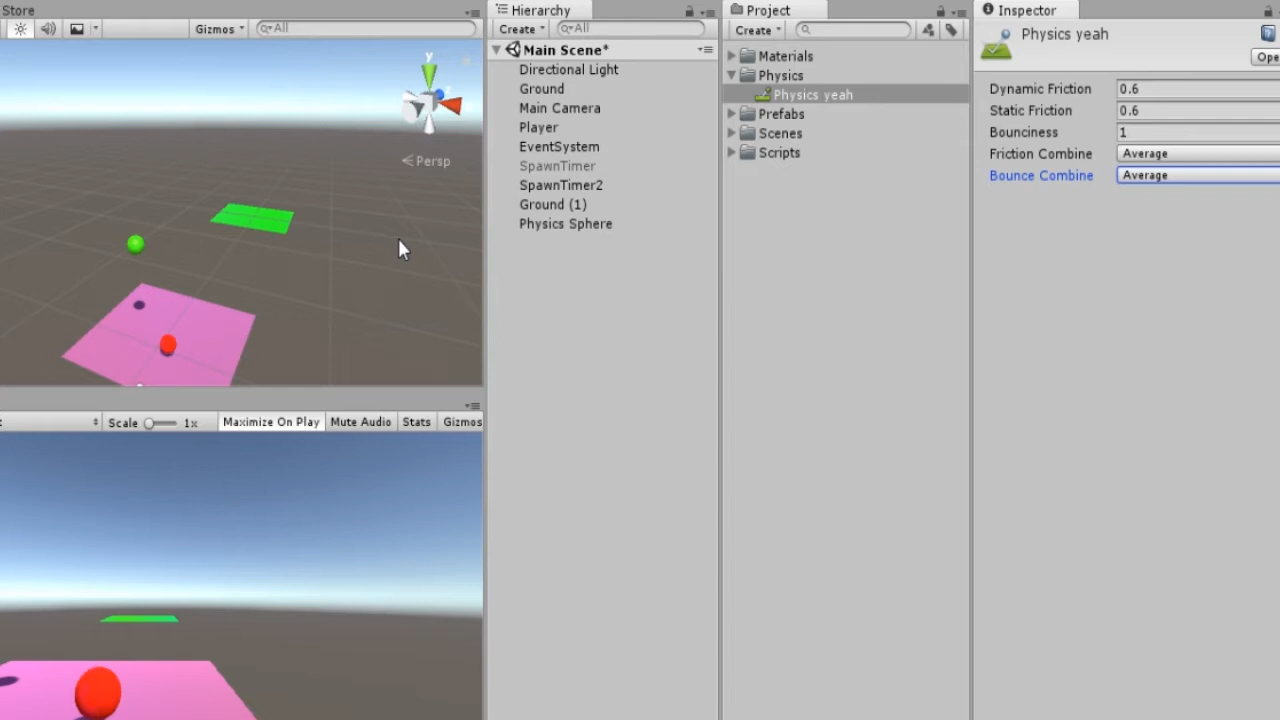 Store
Gizmos
All
y
Persp
Scale 1x
Maximize On Play
Mute Audio
Stats
Gizmos
Hierarchy
Create
All
Main Scene*
Directional Light
Ground
Main Camera
Player
EventSystem
SpawnTimer
SpawnTimer2
Ground (1)
Physics Sphere
Project
Create
Materials
Physics
Physics yeah
Prefabs
Scenes
Scripts
Inspector
Physics yeah
Ope
Dynamic Friction 0.6
Static Friction 0.6
Bounciness 1
Friction Combine Average
Bounce Combine Average